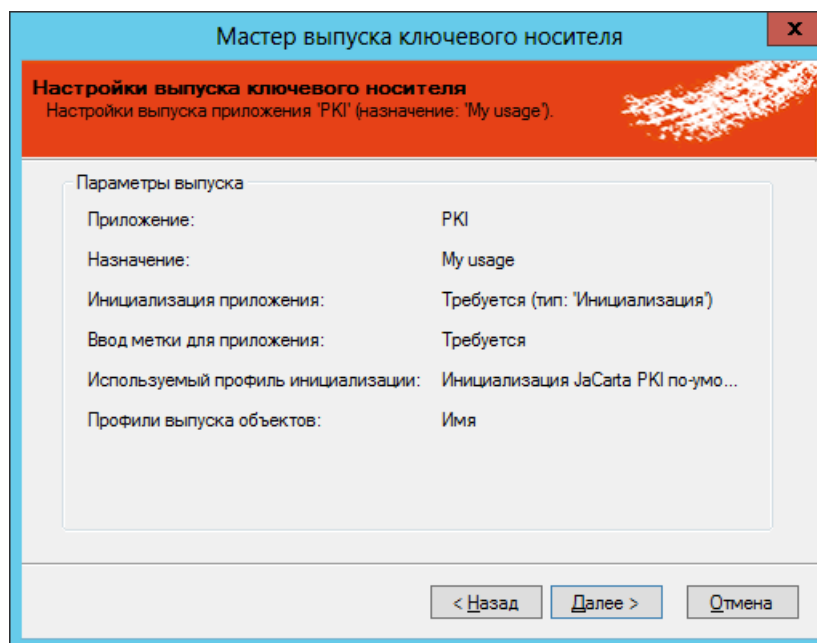 Мастер выпуска ключевого носителя
x
Настройки выпуска ключевого носителя
Настройки выпуска приложения 'PKI' (назначение: 'My usage').
Параметры выпуска
Приложение: PKI
Назначение: My usage
Инициализация приложения: Требуется (тип: 'Инициализация')
Ввод метки для приложения: Требуется
Используемый профиль инициализации: Инициализация JaCarta PKI по-умо...
Профили выпуска объектов: Имя
< Назад Далее > Отмена